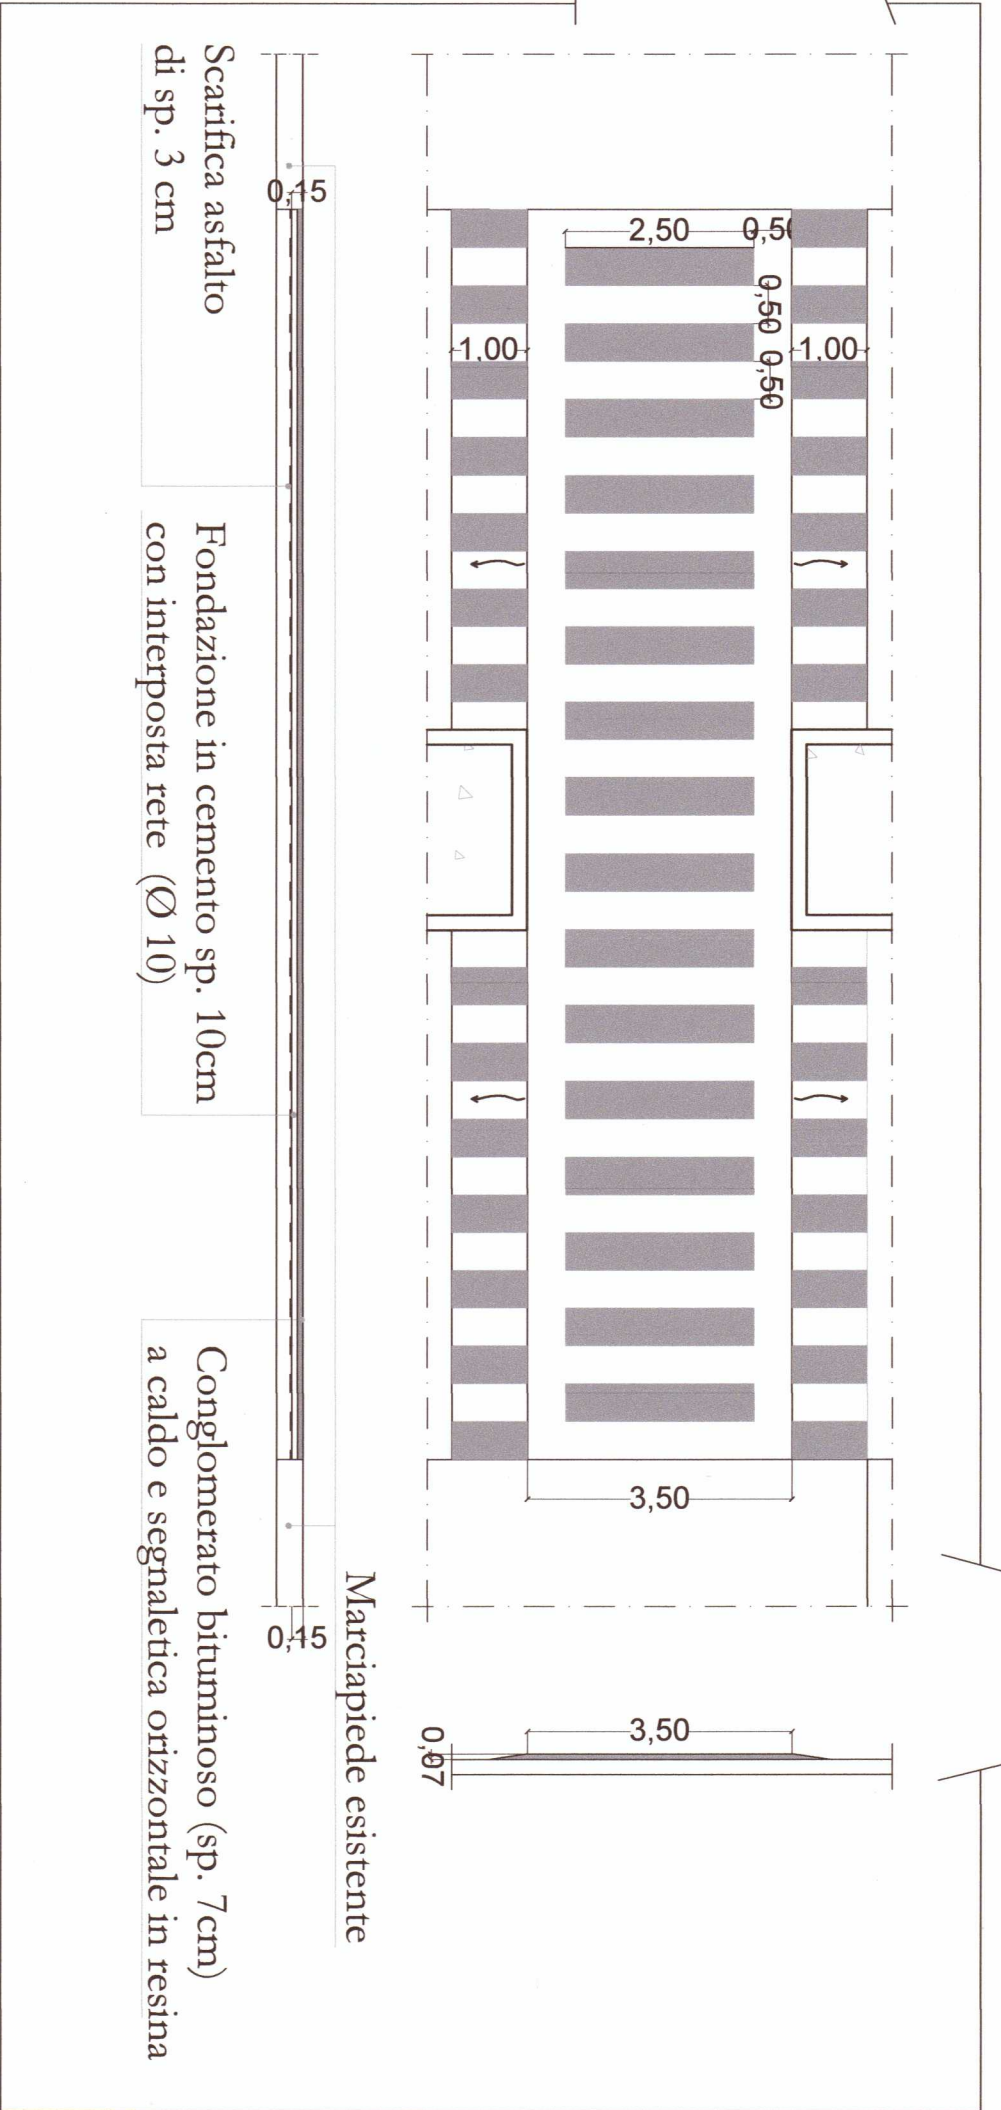 0,15
2,50
0,50
0,50
0,50
1,00
1,00
3,50
0,15
3,50
0,07
Marciapiede esistente
Scarifica asfalto
di sp. 3 cm
Fondazione in cemento sp. 10cm
con interposta rete (Ø 10)
Conglomerato bituminoso (sp. 7cm)
a caldo e segnaletica orizzontale in resina